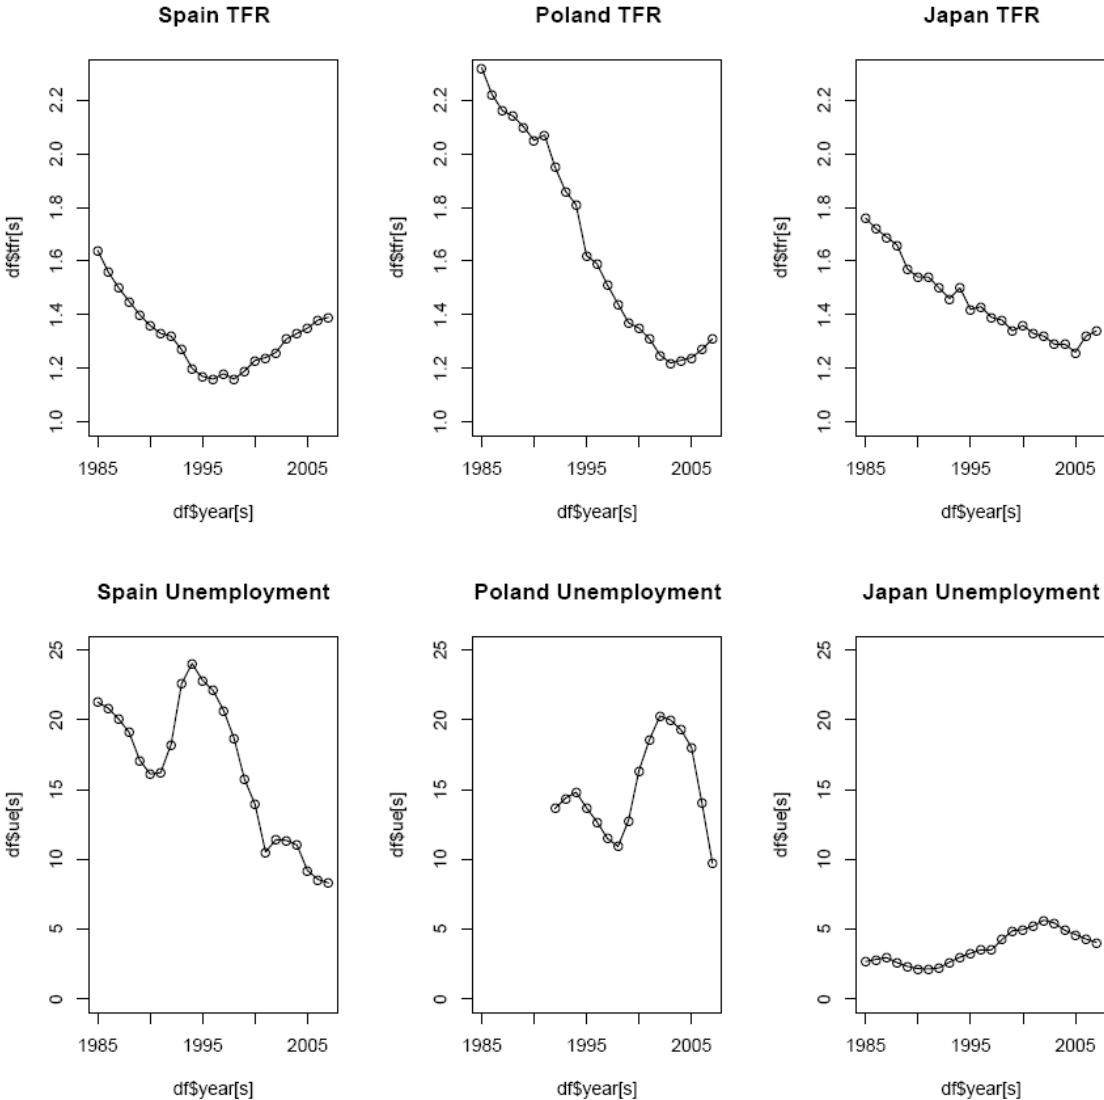 Spain TFR
df$tfr[s]
2.2
2.0
1.8
1.6
1.4
1.2
1.0
1985 1995 2005
df$year[s]
Poland TFR
df$tfr[s]
2.2
2.0
1.8
1.6
1.4
1.2
1.0
1985 1995 2005
df$year[s]
Japan TFR
df$tfr[s]
2.2
2.0
1.8
1.6
1.4
1.2
1.0
1985 1995 2005
df$year[s]
Spain Unemployment
df$ue[s]
25
20
15
10
5
0
1985 1995 2005
df$year[s]
Poland Unemployment
df$ue[s]
25
20
15
10
5
0
1985 1995 2005
df$year[s]
Japan Unemployment
df$ue[s]
25
20
15
10
5
0
1985 1995 2005
df$year[s]